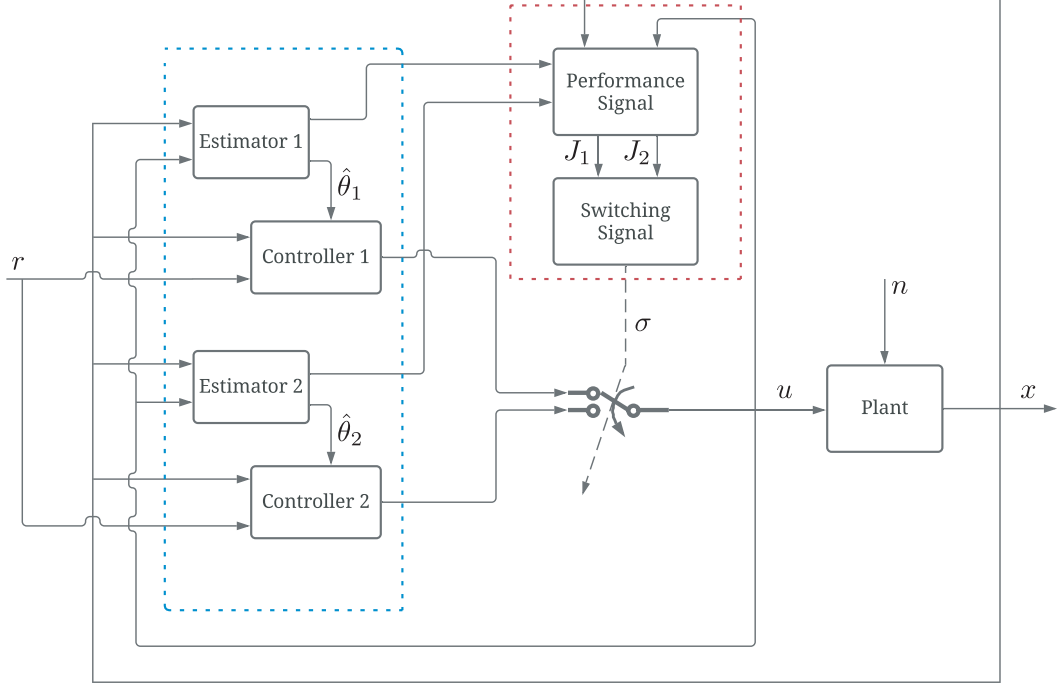 Performance
Signal
Estimator 1
J₁
J₂
θ̂₁
Switching
Signal
Controller 1
r
n
σ
Estimator 2
u
x
Plant
θ̂₂
Controller 2